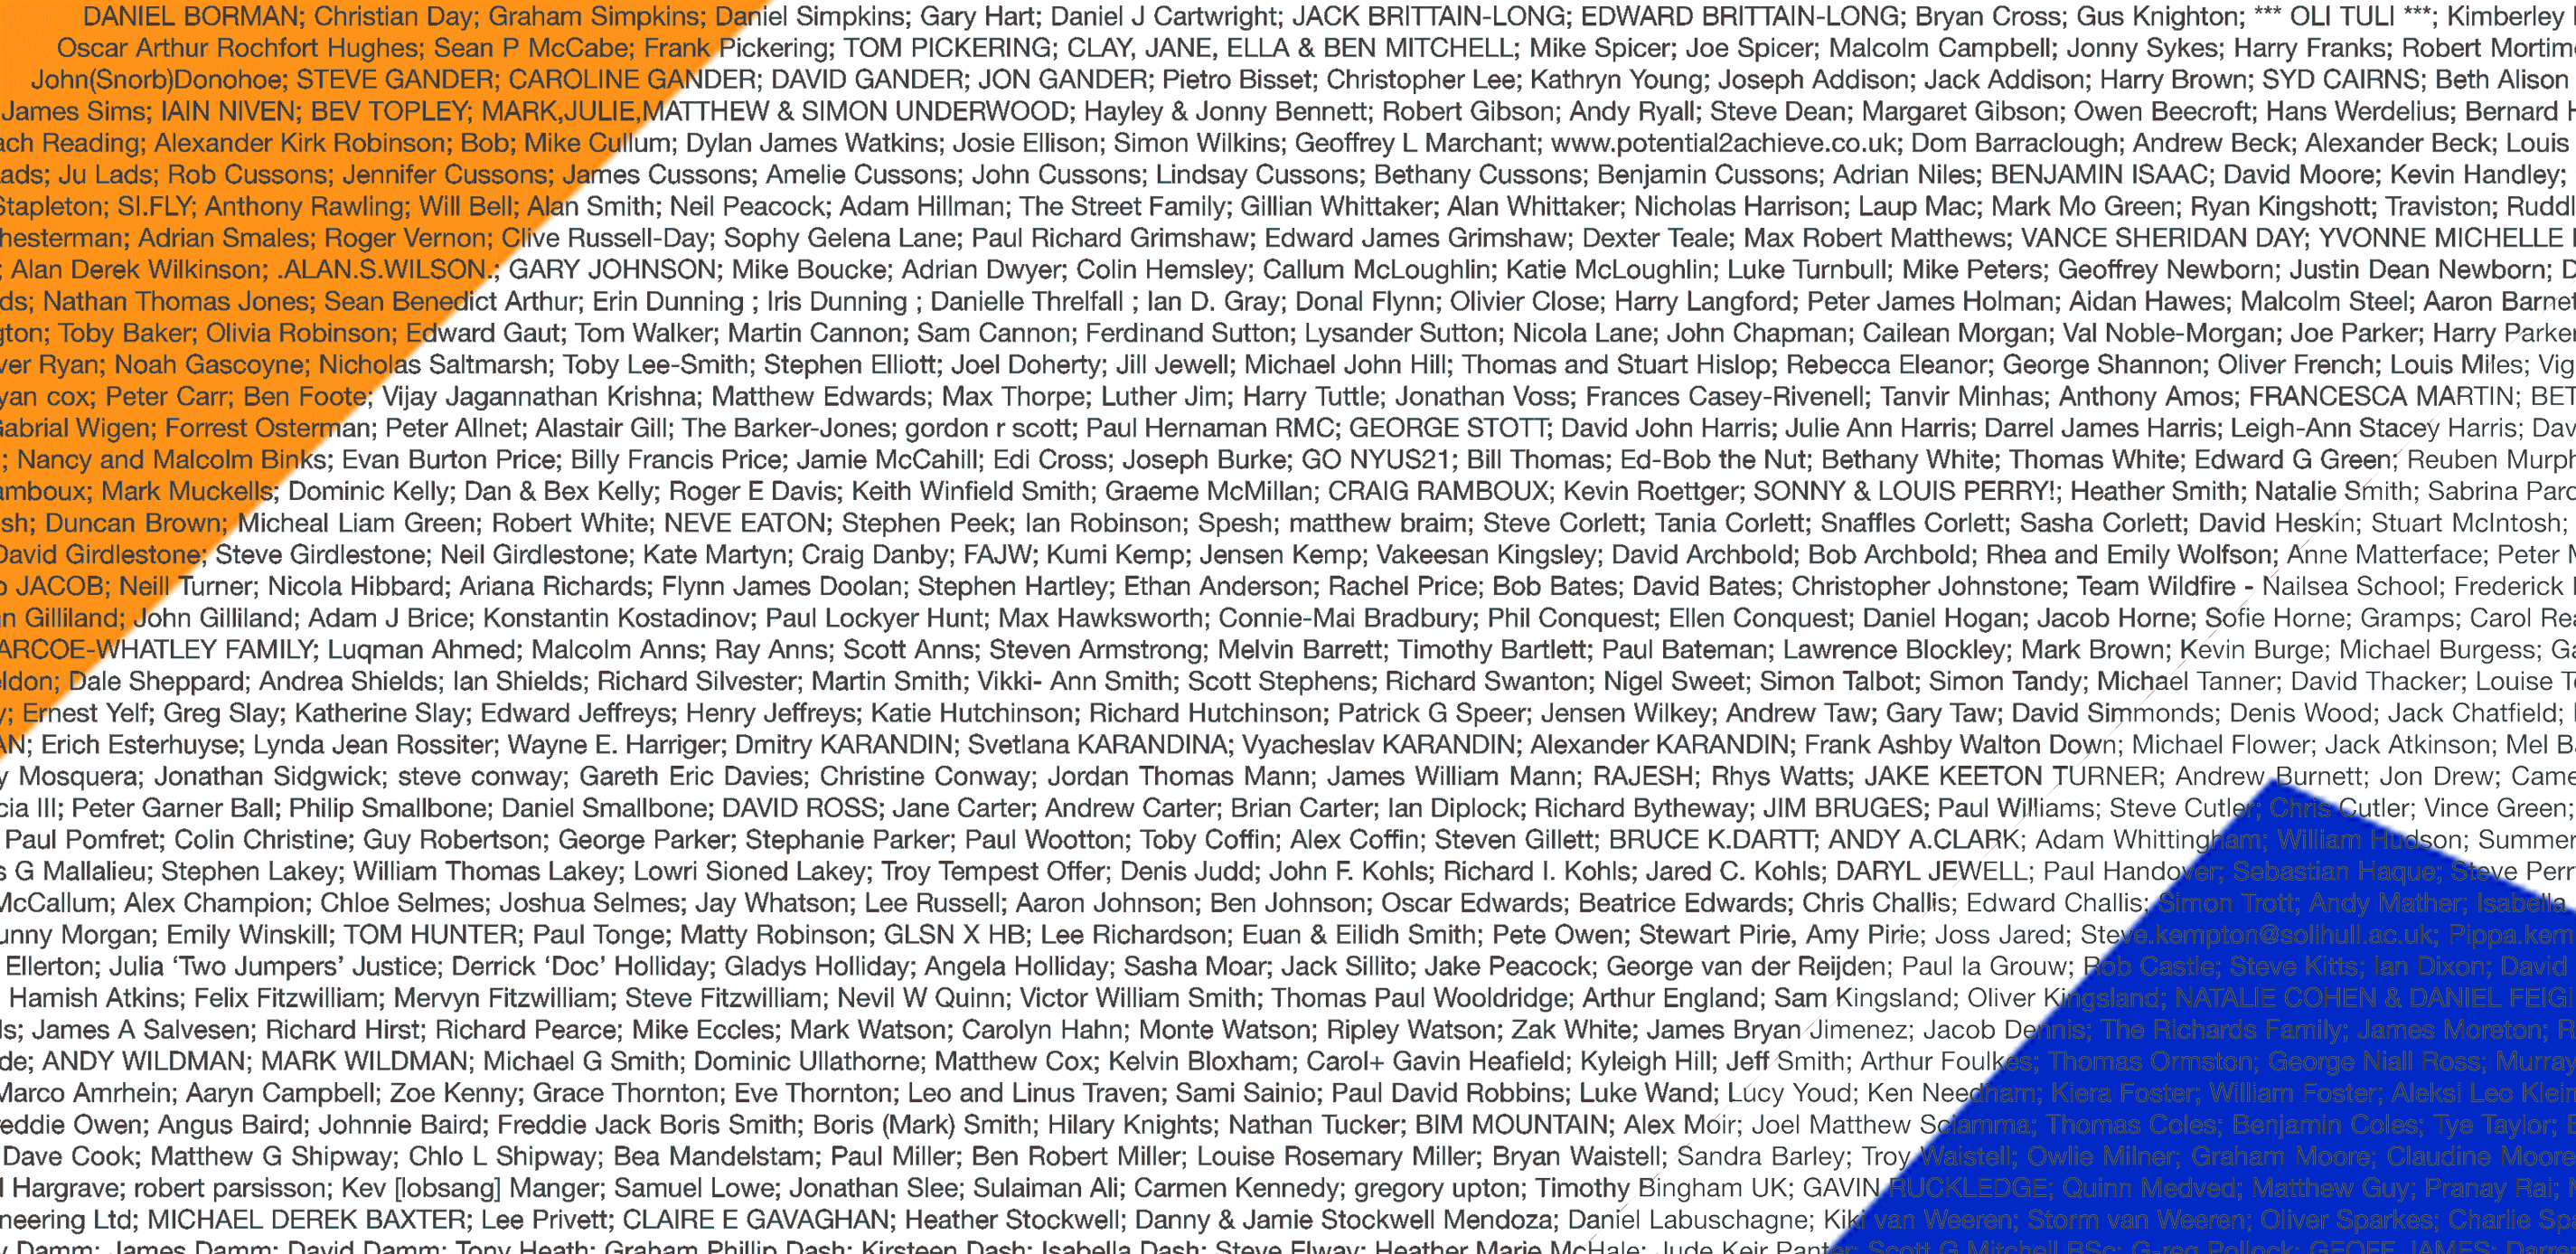 DANIEL BORMAN; Christian Day; Graham Simpkins; Daniel Simpkins; Gary Hart; Daniel J Cartwright; JACK BRITTAIN-LONG; EDWARD BRITTAIN-LONG; Bryan Cross; Gus Knighton; *** OLI TULI ***; Kimberley
Oscar Arthur Rochfort Hughes; Sean P McCabe; Frank Pickering; TOM PICKERING; CLAY, JANE, ELLA & BEN MITCHELL; Mike Spicer; Joe Spicer; Malcolm Campbell; Jonny Sykes; Harry Franks; Robert Mortim
John(Snorb)Donohoe; STEVE GANDER; CAROLINE GANDER; DAVID GANDER; JON GANDER; Pietro Bisset; Christopher Lee; Kathryn Young; Joseph Addison; Jack Addison; Harry Brown; SYD CAIRNS; Beth Alison
James Sims; IAIN NIVEN; BEV TOPLEY; MARK,JULIE,MATTHEW & SIMON UNDERWOOD; Hayley & Jonny Bennett; Robert Gibson; Andy Ryall; Steve Dean; Margaret Gibson; Owen Beecroft; Hans Werdelius; Bernard
ach Reading; Alexander Kirk Robinson; Bob; Mike Cullum; Dylan James Watkins; Josie Ellison; Simon Wilkins; Geoffrey L Marchant; www.potential2achieve.co.uk; Dom Barraclough; Andrew Beck; Alexander Beck; Louis
ads; Ju Lads; Rob Cussons; Jennifer Cussons; James Cussons; Amelie Cussons; John Cussons; Lindsay Cussons; Bethany Cussons; Benjamin Cussons; Adrian Niles; BENJAMIN ISAAC; David Moore; Kevin Handley;
Stapleton; SI.FLY; Anthony Rawling; Will Bell; Alan Smith; Neil Peacock; Adam Hillman; The Street Family; Gillian Whittaker; Alan Whittaker; Nicholas Harrison; Laup Mac; Mark Mo Green; Ryan Kingshott; Traviston; Ruddl
hesterman; Adrian Smales; Roger Vernon; Clive Russell-Day; Sophy Gelena Lane; Paul Richard Grimshaw; Edward James Grimshaw; Dexter Teale; Max Robert Matthews; VANCE SHERIDAN DAY; YVONNE MICHELLE
; Alan Derek Wilkinson; .ALAN.S.WILSON.; GARY JOHNSON; Mike Boucke; Adrian Dwyer; Colin Hemsley; Callum McLoughlin; Katie McLoughlin; Luke Turnbull; Mike Peters; Geoffrey Newborn; Justin Dean Newborn; D
ds; Nathan Thomas Jones; Sean Benedict Arthur; Erin Dunning ; Iris Dunning ; Danielle Threlfall ; Ian D. Gray; Donal Flynn; Olivier Close; Harry Langford; Peter James Holman; Aidan Hawes; Malcolm Steel; Aaron Barnet
gton; Toby Baker; Olivia Robinson; Edward Gaut; Tom Walker; Martin Cannon; Sam Cannon; Ferdinand Sutton; Lysander Sutton; Nicola Lane; John Chapman; Cailean Morgan; Val Noble-Morgan; Joe Parker; Harry Parker
ver Ryan; Noah Gascoyne; Nicholas Saltmarsh; Toby Lee-Smith; Stephen Elliott; Joel Doherty; Jill Jewell; Michael John Hill; Thomas and Stuart Hislop; Rebecca Eleanor; George Shannon; Oliver French; Louis Miles; Vig
yan cox; Peter Carr; Ben Foote; Vijay Jagannathan Krishna; Matthew Edwards; Max Thorpe; Luther Jim; Harry Tuttle; Jonathan Voss; Frances Casey-Rivenell; Tanvir Minhas; Anthony Amos; FRANCESCA MARTIN; BET
Gabrial Wigen; Forrest Osterman; Peter Allnet; Alastair Gill; The Barker-Jones; gordon r scott; Paul Hernaman RMC; GEORGE STOTT; David John Harris; Julie Ann Harris; Darrel James Harris; Leigh-Ann Stacey Harris; Dav
; Nancy and Malcolm Binks; Evan Burton Price; Billy Francis Price; Jamie McCahill; Edi Cross; Joseph Burke; GO NYUS21; Bill Thomas; Ed-Bob the Nut; Bethany White; Thomas White; Edward G Green; Reuben Murph
amboux; Mark Muckells; Dominic Kelly; Dan & Bex Kelly; Roger E Davis; Keith Winfield Smith; Graeme McMillan; CRAIG RAMBOUX; Kevin Roettger; SONNY & LOUIS PERRY!; Heather Smith; Natalie Smith; Sabrina Parc
sh; Duncan Brown; Micheal Liam Green; Robert White; NEVE EATON; Stephen Peek; Ian Robinson; Spesh; matthew braim; Steve Corlett; Tania Corlett; Snaffles Corlett; Sasha Corlett; David Heskin; Stuart McIntosh;
David Girdlestone; Steve Girdlestone; Neil Girdlestone; Kate Martyn; Craig Danby; FAJW; Kumi Kemp; Jensen Kemp; Vakeesan Kingsley; David Archbold; Bob Archbold; Rhea and Emily Wolfson; Anne Matterface; Peter
JACOB; Neill Turner; Nicola Hibbard; Ariana Richards; Flynn James Doolan; Stephen Hartley; Ethan Anderson; Rachel Price; Bob Bates; David Bates; Christopher Johnstone; Team Wildfire - Nailsea School; Frederick
n Gilliland; John Gilliland; Adam J Brice; Konstantin Kostadinov; Paul Lockyer Hunt; Max Hawksworth; Connie-Mai Bradbury; Phil Conquest; Ellen Conquest; Daniel Hogan; Jacob Horne; Sofie Horne; Gramps; Carol Rea
ARCOE-WHATLEY FAMILY; Luqman Ahmed; Malcolm Anns; Ray Anns; Scott Anns; Steven Armstrong; Melvin Barrett; Timothy Bartlett; Paul Bateman; Lawrence Blockley; Mark Brown; Kevin Burge; Michael Burgess; Ga
ldon; Dale Sheppard; Andrea Shields; Ian Shields; Richard Silvester; Martin Smith; Vikki- Ann Smith; Scott Stephens; Richard Swanton; Nigel Sweet; Simon Talbot; Simon Tandy; Michael Tanner; David Thacker; Louise T
y; Ernest Yelf; Greg Slay; Katherine Slay; Edward Jeffreys; Henry Jeffreys; Katie Hutchinson; Richard Hutchinson; Patrick G Speer; Jensen Wilkey; Andrew Taw; Gary Taw; David Simmonds; Denis Wood; Jack Chatfield;
AN; Erich Esterhuyse; Lynda Jean Rossiter; Wayne E. Harriger; Dmitry KARANDIN; Svetlana KARANDINA; Vyacheslav KARANDIN; Alexander KARANDIN; Frank Ashby Walton Down; Michael Flower; Jack Atkinson; Mel B
y Mosquera; Jonathan Sidgwick; steve conway; Gareth Eric Davies; Christine Conway; Jordan Thomas Mann; James William Mann; RAJESH; Rhys Watts; JAKE KEETON TURNER; Andrew Burnett; Jon Drew; Came
cia III; Peter Garner Ball; Philip Smallbone; Daniel Smallbone; DAVID ROSS; Jane Carter; Andrew Carter; Brian Carter; Ian Diplock; Richard Bytheway; JIM BRUGES; Paul Williams; Steve Cutler; Chris Cutler; Vince Green;
Paul Pomfret; Colin Christine; Guy Robertson; George Parker; Stephanie Parker; Paul Wootton; Toby Coffin; Alex Coffin; Steven Gillett; BRUCE K.DARTT; ANDY A.CLARK; Adam Whittingham; William Hudson; Summer
s G Mallalieu; Stephen Lakey; William Thomas Lakey; Lowri Sioned Lakey; Troy Tempest Offer; Denis Judd; John F. Kohls; Richard I. Kohls; Jared C. Kohls; DARYL JEWELL; Paul Handover; Sebastian Haque; Steve Perr
McCallum; Alex Champion; Chloe Selmes; Joshua Selmes; Jay Whatson; Lee Russell; Aaron Johnson; Ben Johnson; Oscar Edwards; Beatrice Edwards; Chris Challis; Edward Challis; Simon Trott; Andy Mather; Isabella
unny Morgan; Emily Winskill; TOM HUNTER; Paul Tonge; Matty Robinson; GLSN X HB; Lee Richardson; Euan & Eilidh Smith; Pete Owen; Stewart Pirie, Amy Pirie; Joss Jared; Steve.kempton@solihull.ac.uk; Pippa.kem
Ellerton; Julia ‘Two Jumpers’ Justice; Derrick ‘Doc’ Holliday; Gladys Holliday; Angela Holliday; Sasha Moar; Jack Sillito; Jake Peacock; George van der Reijden; Paul la Grouw; Rob Castle; Steve Kitts; Ian Dixon; David
Hamish Atkins; Felix Fitzwilliam; Mervyn Fitzwilliam; Steve Fitzwilliam; Nevil W Quinn; Victor William Smith; Thomas Paul Wooldridge; Arthur England; Sam Kingsland; Oliver Kingsland; NATALIE COHEN & DANIEL FEIGI
ls; James A Salvesen; Richard Hirst; Richard Pearce; Mike Eccles; Mark Watson; Carolyn Hahn; Monte Watson; Ripley Watson; Zak White; James Bryan Jimenez; Jacob Dennis; The Richards Family; James Moreton; R
de; ANDY WILDMAN; MARK WILDMAN; Michael G Smith; Dominic Ullathorne; Matthew Cox; Kelvin Bloxham; Carol+ Gavin Heafield; Kyleigh Hill; Jeff Smith; Arthur Foulkes; Thomas Ormston; George Niall Ross; Murray
Marco Amrhein; Aaryn Campbell; Zoe Kenny; Grace Thornton; Eve Thornton; Leo and Linus Traven; Sami Sainio; Paul David Robbins; Luke Wand; Lucy Youd; Ken Needham; Kiera Foster; William Foster; Aleksi Leo Klein
eddie Owen; Angus Baird; Johnnie Baird; Freddie Jack Boris Smith; Boris (Mark) Smith; Hilary Knights; Nathan Tucker; BIM MOUNTAIN; Alex Moir; Joel Matthew Sciamma; Thomas Coles; Benjamin Coles; Tye Taylor;
Dave Cook; Matthew G Shipway; Chlo L Shipway; Bea Mandelstam; Paul Miller; Ben Robert Miller; Louise Rosemary Miller; Bryan Waistell; Sandra Barley; Troy Waistell; Owlie Milner; Graham Moore; Claudine Moore
Hargrave; robert parsisson; Kev [lobsang] Manger; Samuel Lowe; Jonathan Slee; Sulaiman Ali; Carmen Kennedy; gregory upton; Timothy Bingham UK; GAVIN RUCKLEDGE; Quinn Medved; Matthew Guy; Pranay Rai;
neering Ltd; MICHAEL DEREK BAXTER; Lee Privett; CLAIRE E GAVAGHAN; Heather Stockwell; Danny & Jamie Stockwell Mendoza; Daniel Labuschagne; Kiki van Weeren; Storm van Weeren; Oliver Sparkes; Charlie Sp
Damm; James Damm; David Damm; Tony Heath; Graham Phillip Dash; Kirsteen Dash; Isabella Dash; Steve Elway; Heather Marie McHale; Jude Keir Panter; Scott G Mitchell BSc; G-reg Pollock; GEOFF JAMES;